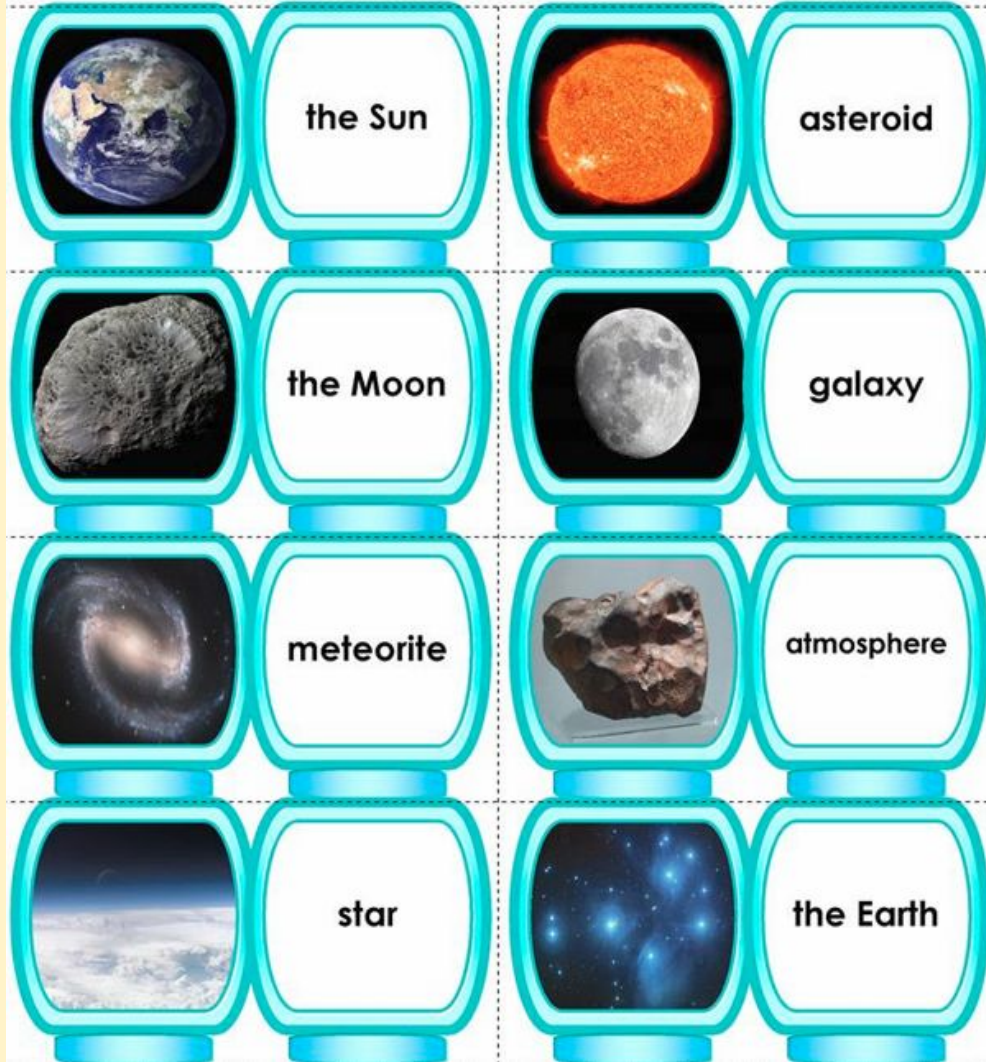 the Sun
asteroid
the Moon
galaxy
meteorite
atmosphere
star
the Earth